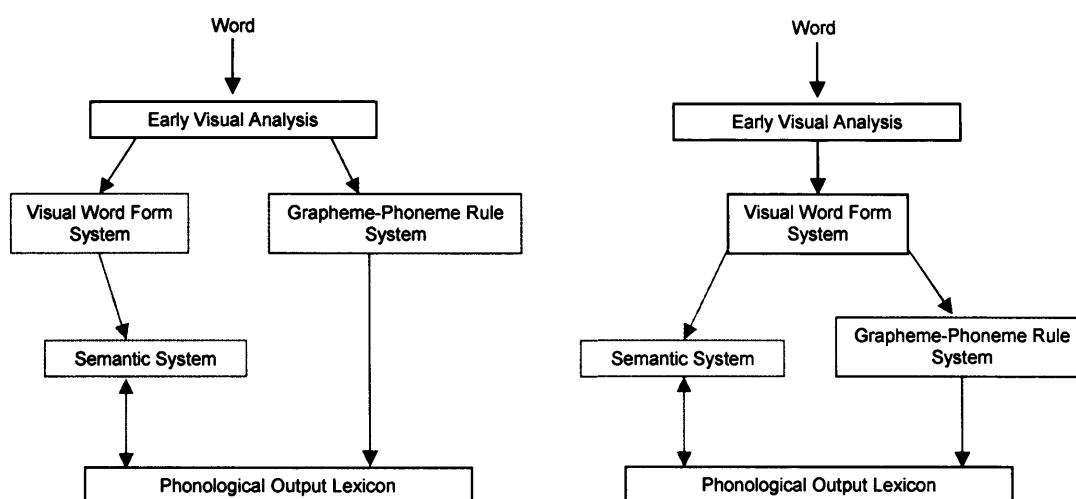 Word
Early Visual Analysis
Visual Word Form
System
Grapheme-Phoneme Rule
System
Semantic System
Phonological Output Lexicon
Word
Early Visual Analysis
Visual Word Form
System
Semantic System
Grapheme-Phoneme Rule
System
Phonological Output Lexicon